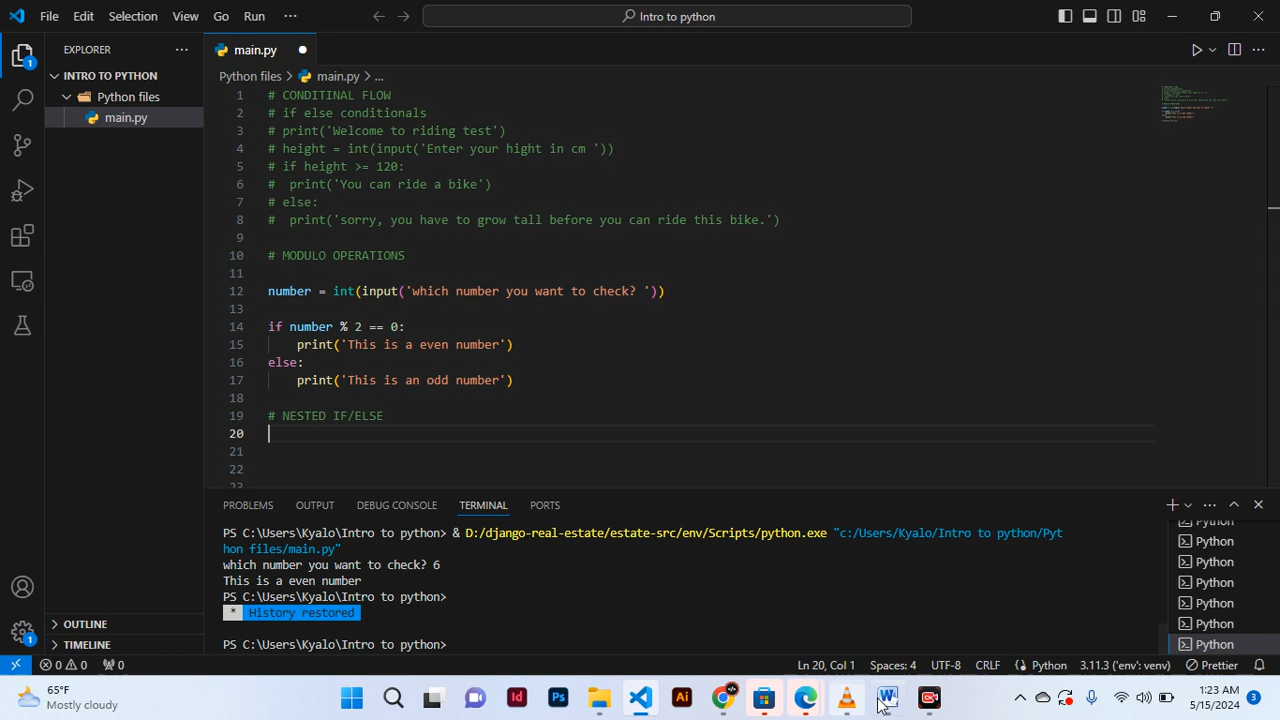 File Edit Selection View Go Run ··· Intro to python
EXPLORER ···
main.py
INTRO TO PYTHON
Python files
main.py
Python files > main.py > ...
1 # CONDITINAL FLOW
2 # if else conditionals
3 # print('Welcome to riding test')
4 # height = int(input('Enter your hight in cm '))
5 # if height >= 120:
6 #  print('You can ride a bike')
7 # else:
8 #  print('sorry, you have to grow tall before you can ride this bike.')
9
10 # MODULO OPERATIONS
11
12 number = int(input('which number you want to check? '))
13
14 if number % 2 == 0:
15     print('This is a even number')
16 else:
17     print('This is an odd number')
18
19 # NESTED IF/ELSE
20
21
22
23
PROBLEMS OUTPUT DEBUG CONSOLE TERMINAL PORTS
PS C:\Users\Kyalo\Intro to python> & D:/django-real-estate/estate-src/env/Scripts/python.exe "c:/Users/Kyalo/Intro to python/Pyt
hon files/main.py"
which number you want to check? 6
This is a even number
PS C:\Users\Kyalo\Intro to python>
* History restored
PS C:\Users\Kyalo\Intro to python>
Python
Python
Python
Python
Python
Python
Python
OUTLINE
TIMELINE
1
1
0 0 0
Ln 20, Col 1 Spaces: 4 UTF-8 CRLF Python 3.11.3 ('env': venv) Prettier
65°F
Mostly cloudy
Id Ps Ai W
1:23 AM
5/15/2024
3